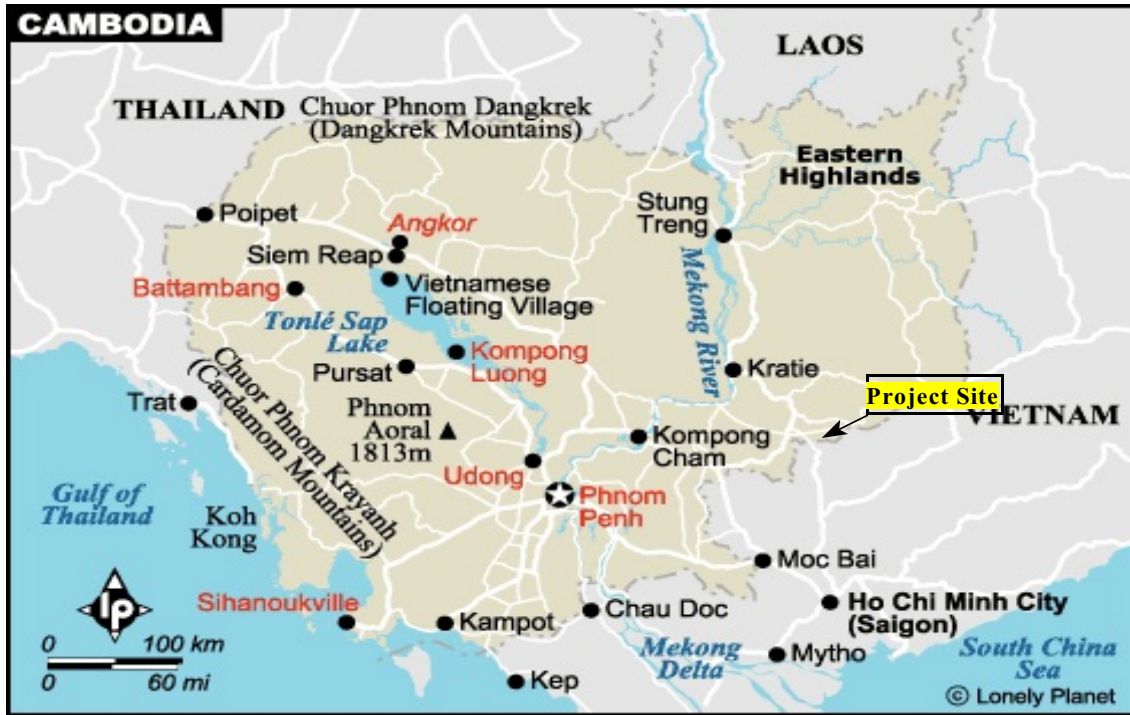 CAMBODIA
LAOS
THAILAND
Chuor Phnom Dangkrek
(Dangkrek Mountains)
Eastern
Highlands
Stung
Treng
Poipet
Angkor
Siem Reap
Battambang
Vietnamese
Floating Village
Mekong River
Tonlé Sap
Lake
Kompong
Luong
Pursat
Kratie
Chuor Phnom Krayanh
(Cardamom Mountains)
Project Site
VIETNAM
Trat
Phnom
Aoral
1813m
Kompong
Cham
Udong
Phnom
Penh
Gulf of
Thailand
Koh
Kong
Moc Bai
lp
Sihanoukville
Kampot
Chau Doc
Ho Chi Minh City
(Saigon)
0 100 km
0 60 mi
Mekong
Delta
Mytho
South China
Sea
Kep
© Lonely Planet